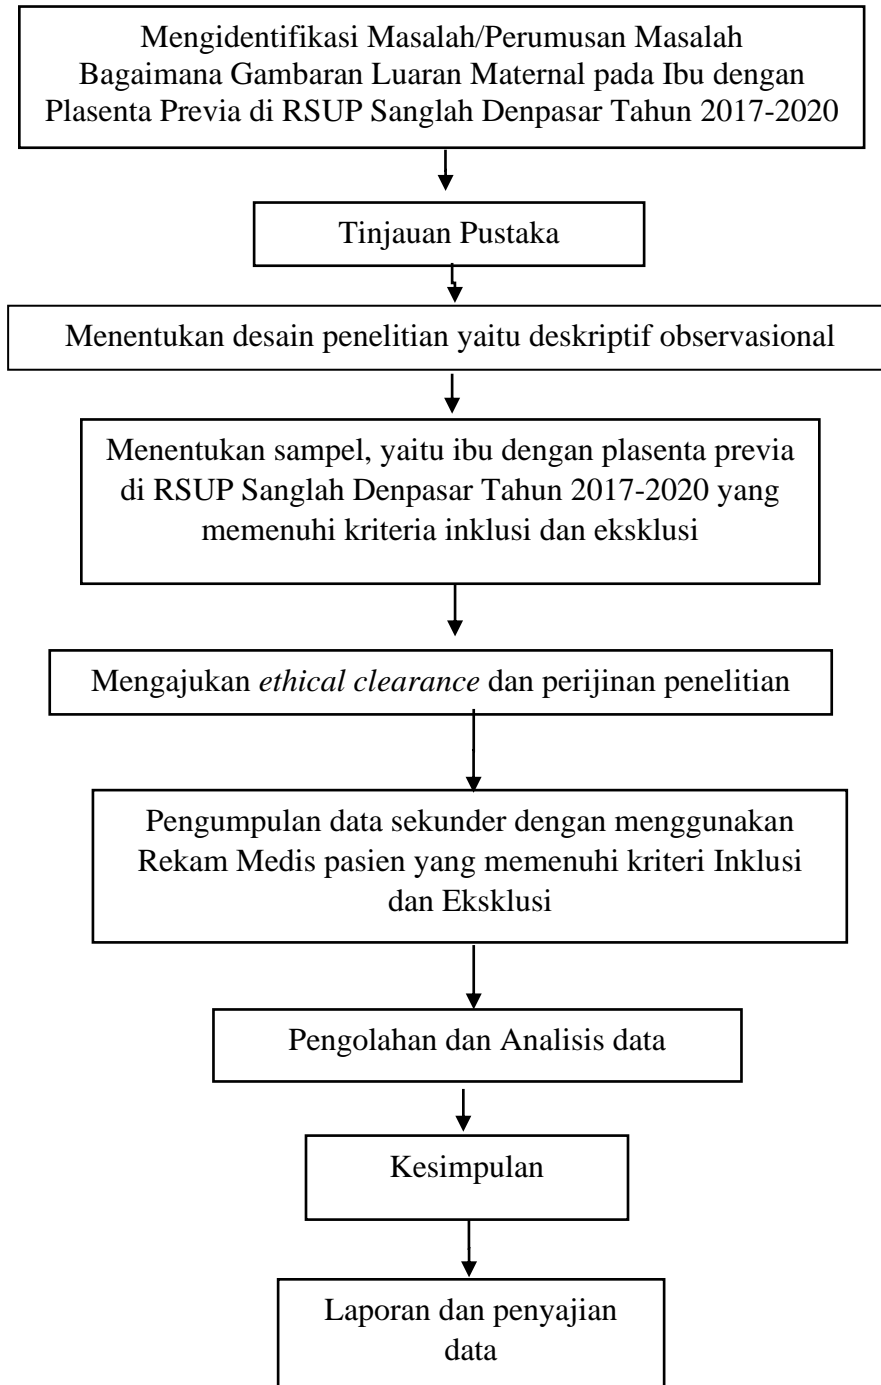 Mengidentifikasi Masalah/Perumusan Masalah
Bagaimana Gambaran Luaran Maternal pada Ibu dengan
Plasenta Previa di RSUP Sanglah Denpasar Tahun 2017-2020
Tinjauan Pustaka
Menentukan desain penelitian yaitu deskriptif observasional
Menentukan sampel, yaitu ibu dengan plasenta previa
di RSUP Sanglah Denpasar Tahun 2017-2020 yang
memenuhi kriteria inklusi dan eksklusi
Mengajukan ethical clearance dan perijinan penelitian
Pengumpulan data sekunder dengan menggunakan
Rekam Medis pasien yang memenuhi kriteri Inklusi
dan Eksklusi
Pengolahan dan Analisis data
Kesimpulan
Laporan dan penyajian
data